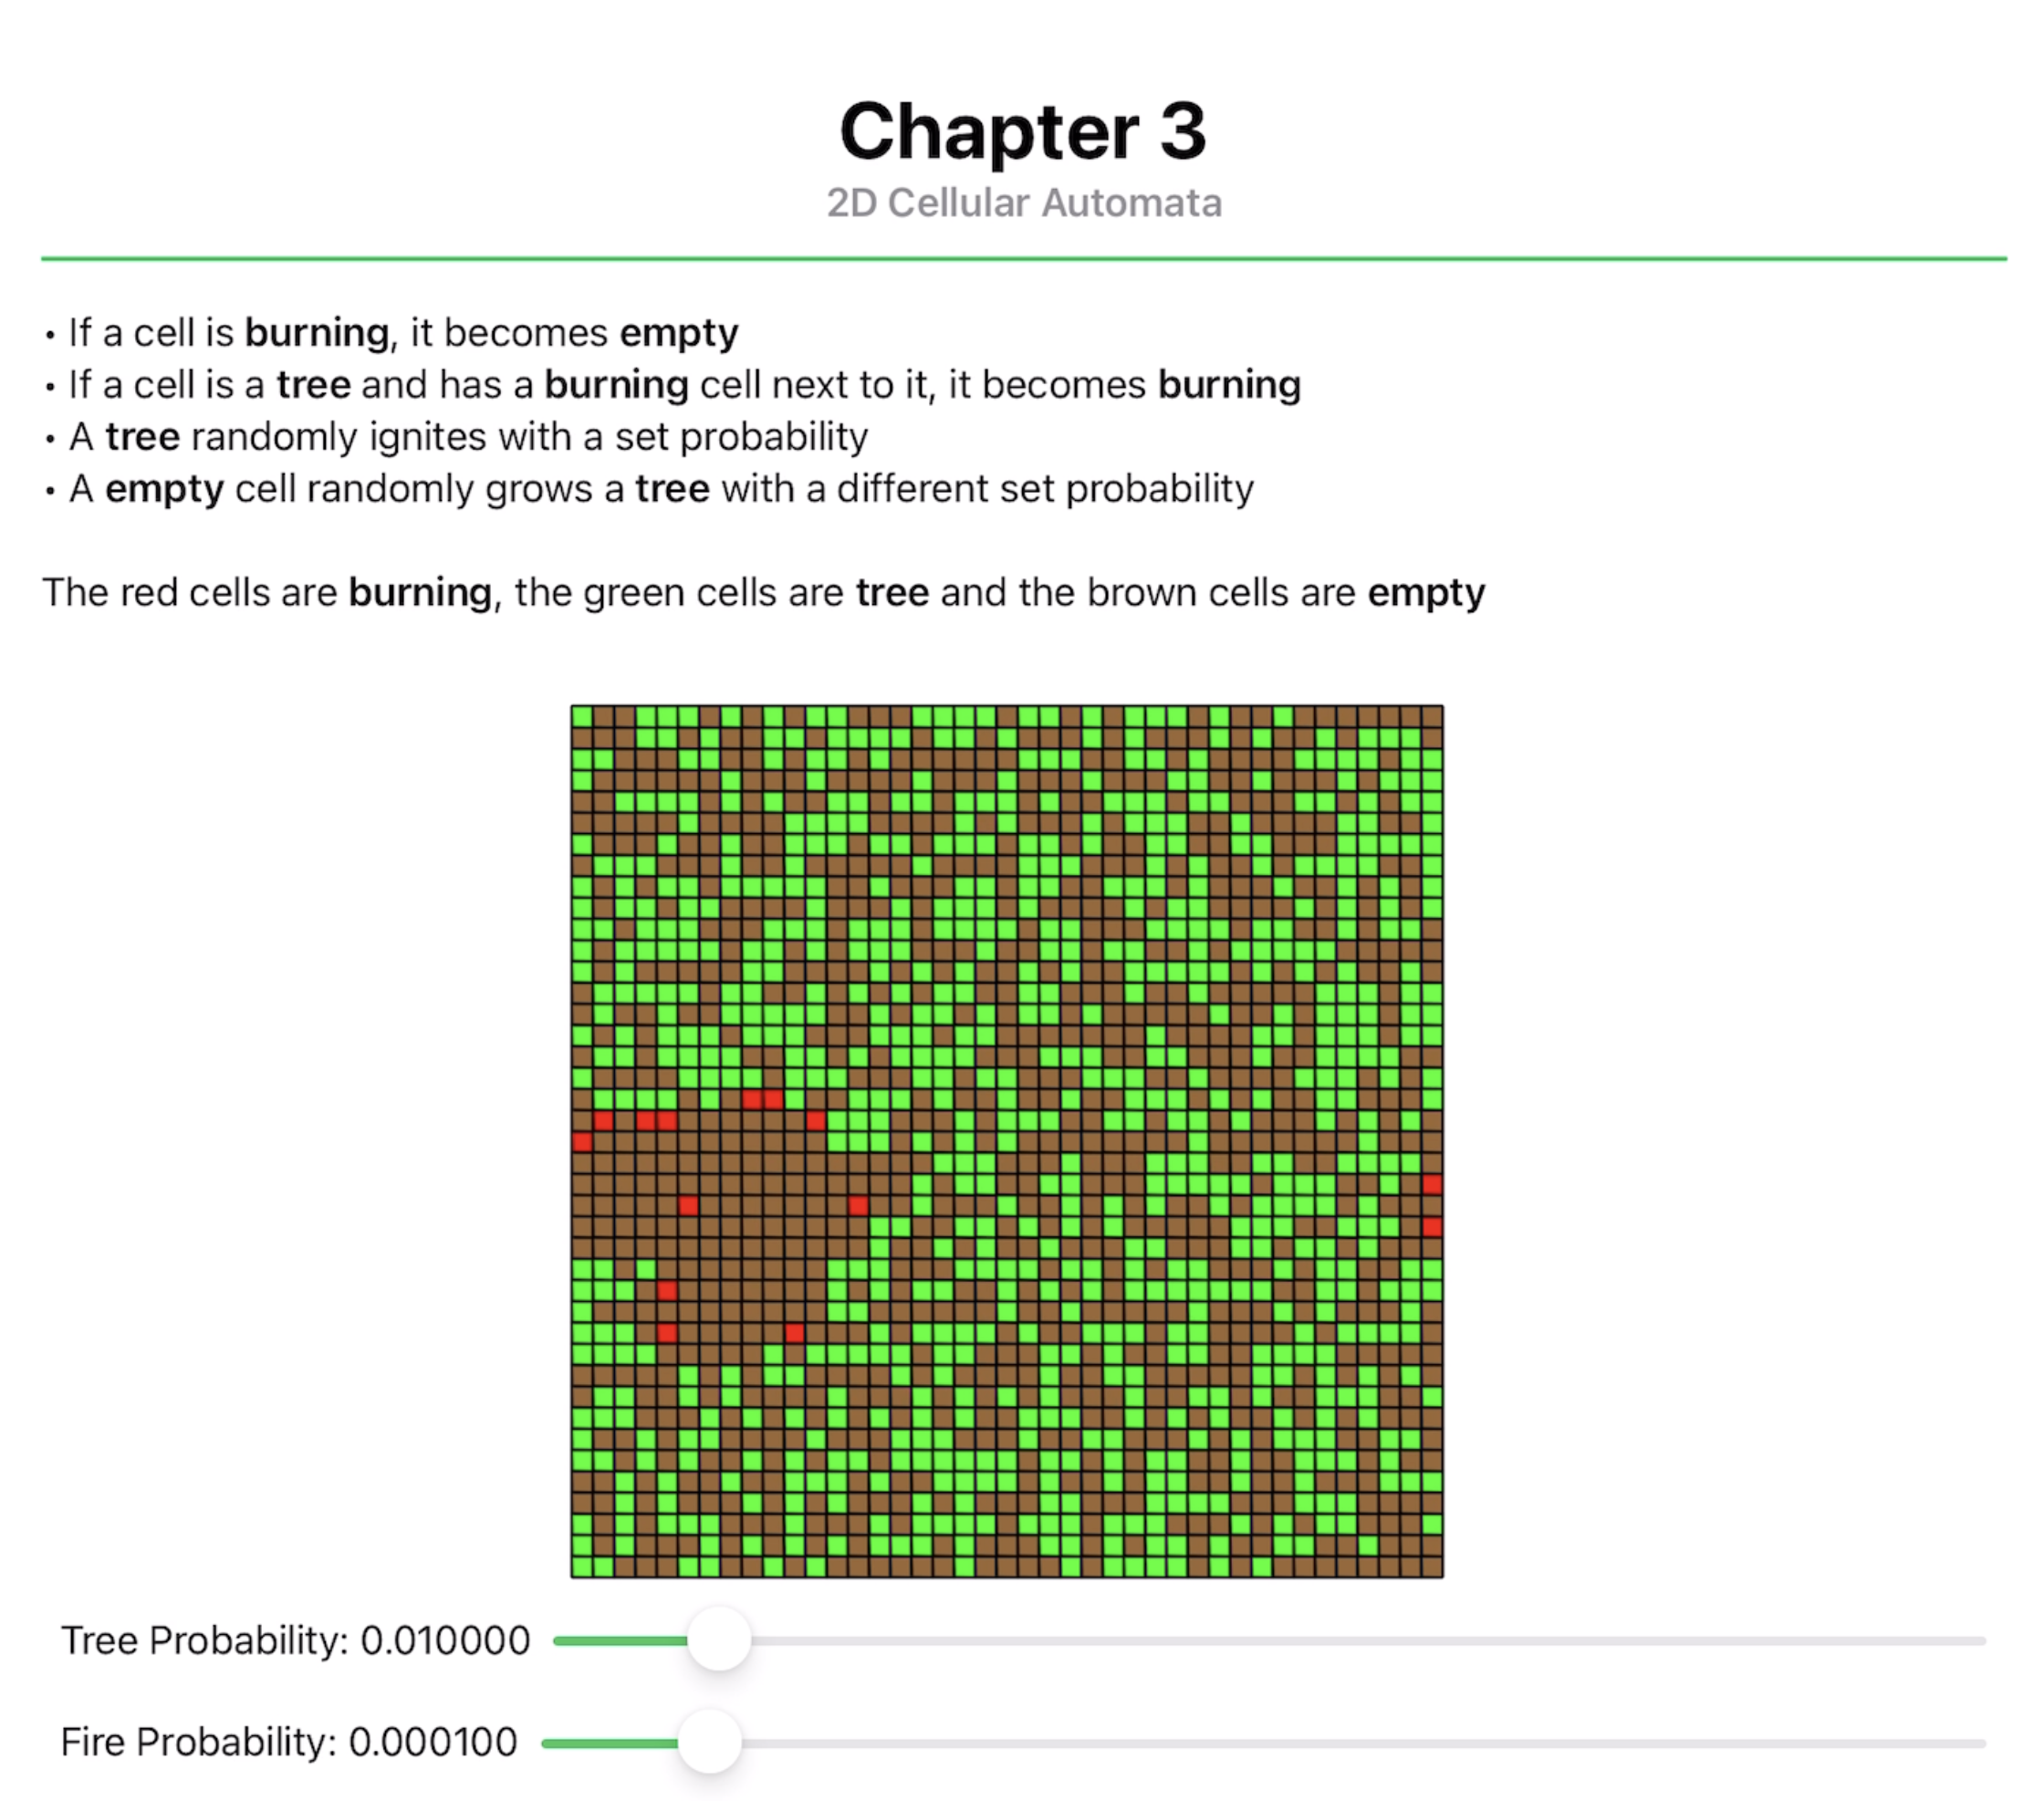 Chapter 3
2D Cellular Automata
• If a cell is burning, it becomes empty
• If a cell is a tree and has a burning cell next to it, it becomes burning
• A tree randomly ignites with a set probability
• A empty cell randomly grows a tree with a different set probability
The red cells are burning, the green cells are tree and the brown cells are empty
Tree Probability: 0.010000
Fire Probability: 0.000100